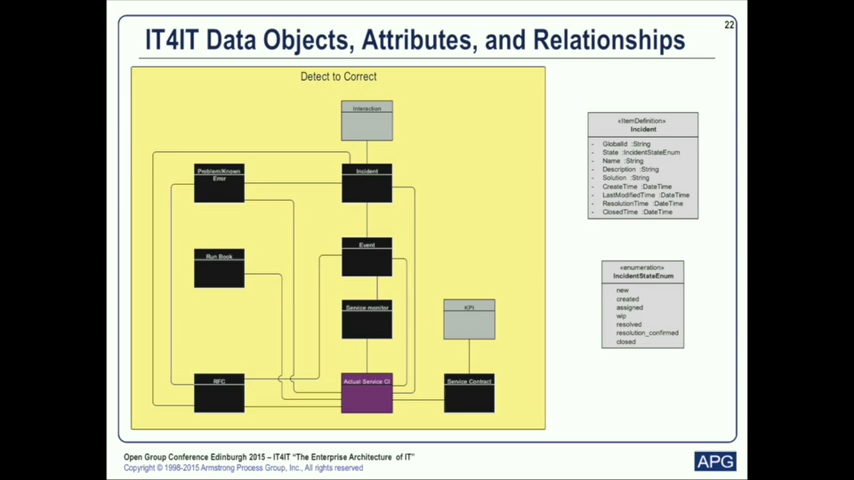 22
IT4IT Data Objects, Attributes, and Relationships
Detect to Correct
Interaction
Problem/Known
Error
Incident
Run Book
Event
Service monitor
KPI
RFC
Actual Service CI
Service Contract
«ItemDefinition»
Incident
- GlobalId :String
- State :IncidentStateEnum
- Name :String
- Description :String
- Solution :String
- CreateTime :DateTime
- LastModifiedTime :DateTime
- ResolutionTime :DateTime
- ClosedTime :DateTime
«enumeration»
IncidentStateEnum
new
created
assigned
wip
resolved
resolution_confirmed
closed
Open Group Conference Edinburgh 2015 – IT4IT "The Enterprise Architecture of IT"
Copyright © 1998-2015 Armstrong Process Group, Inc., All rights reserved
APG